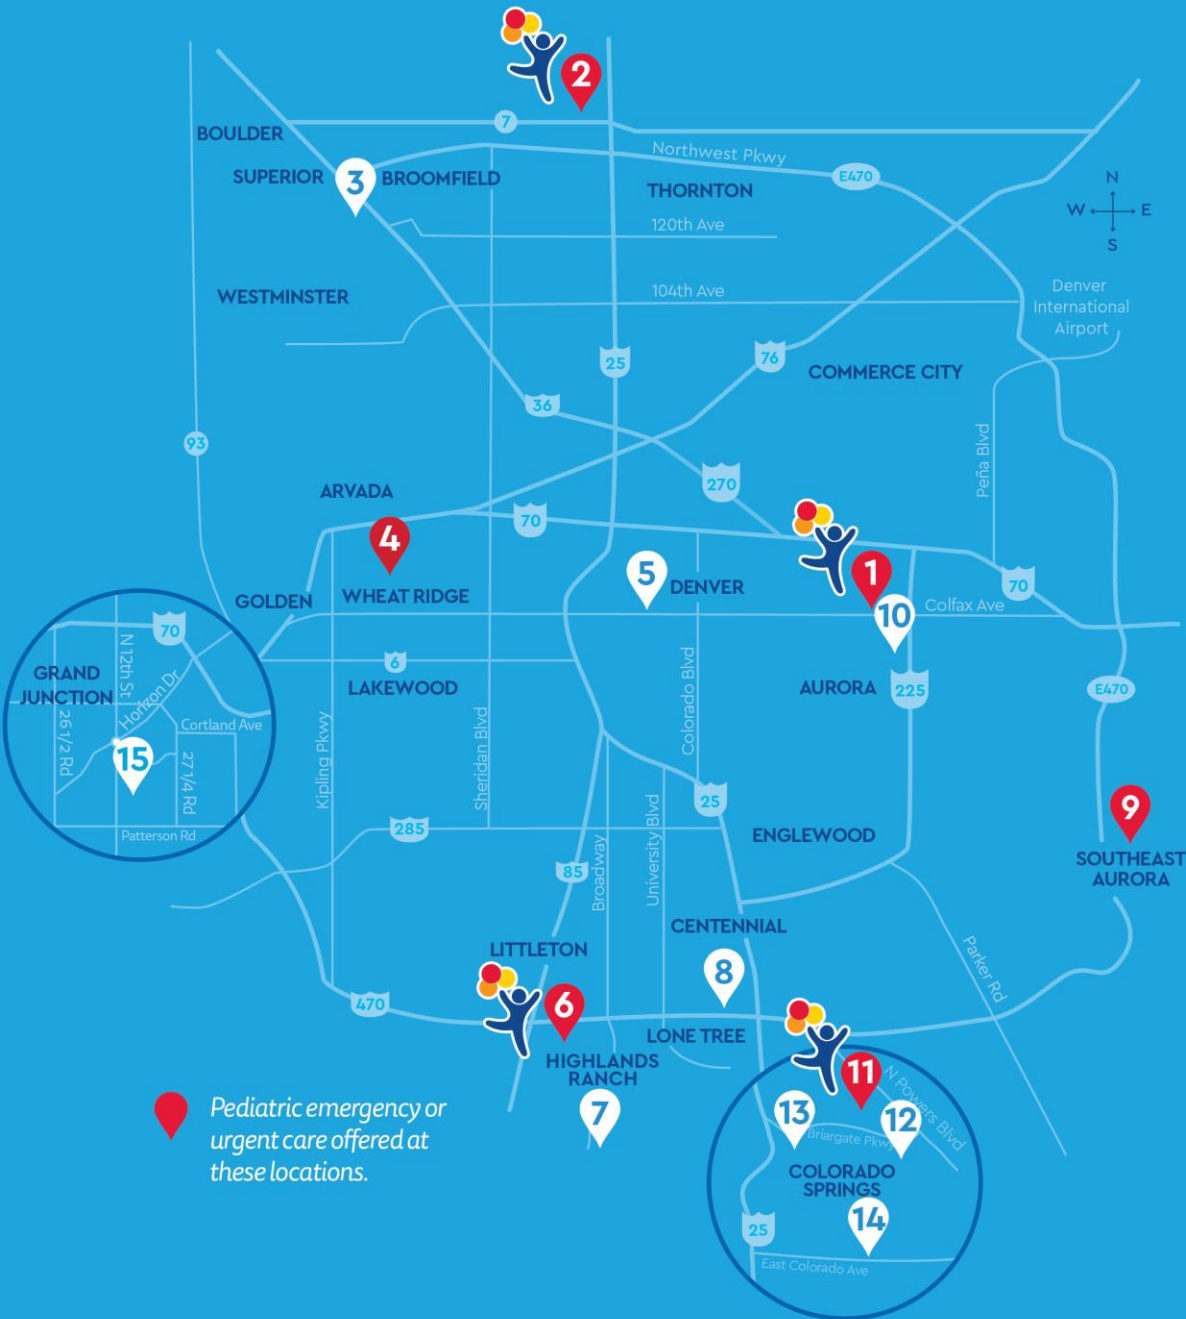 2
7
BOULDER
Northwest Pkwy
SUPERIOR
3
BROOMFIELD
E470
THORNTON
N
W
E
S
120th Ave
WESTMINSTER
104th Ave
Denver
International
Airport
25
76
COMMERCE CITY
36
93
Peña Blvd
270
ARVADA
70
4
WHEAT RIDGE
5
DENVER
1
10
70
Colfax Ave
GOLDEN
6
LAKEWOOD
AURORA
225
E470
70
N 12th St
GRAND
JUNCTION
Horizon Dr
26 1/2 Rd
Cortland Ave
15
27 1/4 Rd
Patterson Rd
Kipling Pkwy
Sheridan Blvd
Colorado Blvd
25
285
ENGLEWOOD
9
SOUTHEAST
AURORA
85
Broadway
University Blvd
CENTENNIAL
LITTLETON
8
Parker Rd
470
6
LONE TREE
HIGHLANDS
RANCH
7
11
N Powers Blvd
13
12
Briargate Pkwy
COLORADO
SPRINGS
14
25
East Colorado Ave
Pediatric emergency or
urgent care offered at
these locations.